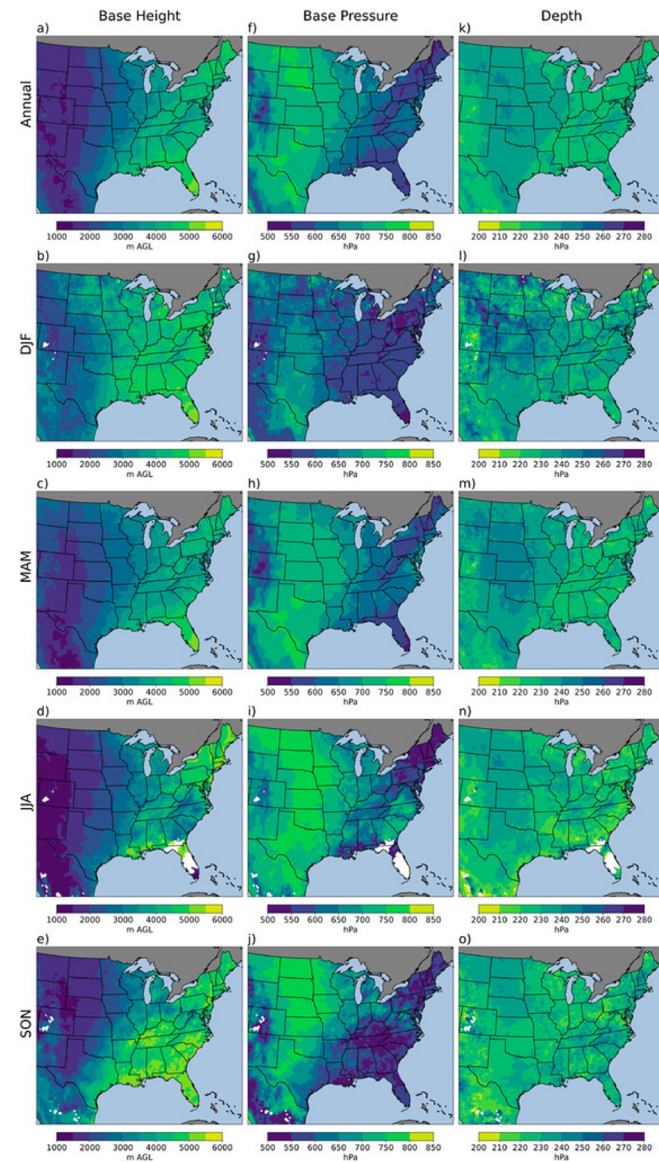 Base Height Base Pressure Depth
a) f) k)
Annual
1000 2000 3000 4000 5000 6000 500 550 600 650 700 750 800 850 200 210 220 230 240 250 260 270 280
m AGL hPa hPa
b) g) l)
DJF
1000 2000 3000 4000 5000 6000 500 550 600 650 700 750 800 850 200 210 220 230 240 250 260 270 280
m AGL hPa hPa
c) h) m)
MAM
1000 2000 3000 4000 5000 6000 500 550 600 650 700 750 800 850 200 210 220 230 240 250 260 270 280
m AGL hPa hPa
d) i) n)
JJA
1000 2000 3000 4000 5000 6000 500 550 600 650 700 750 800 850 200 210 220 230 240 250 260 270 280
m AGL hPa hPa
e) j) o)
SON
1000 2000 3000 4000 5000 6000 500 550 600 650 700 750 800 850 200 210 220 230 240 250 260 270 280
m AGL hPa hPa